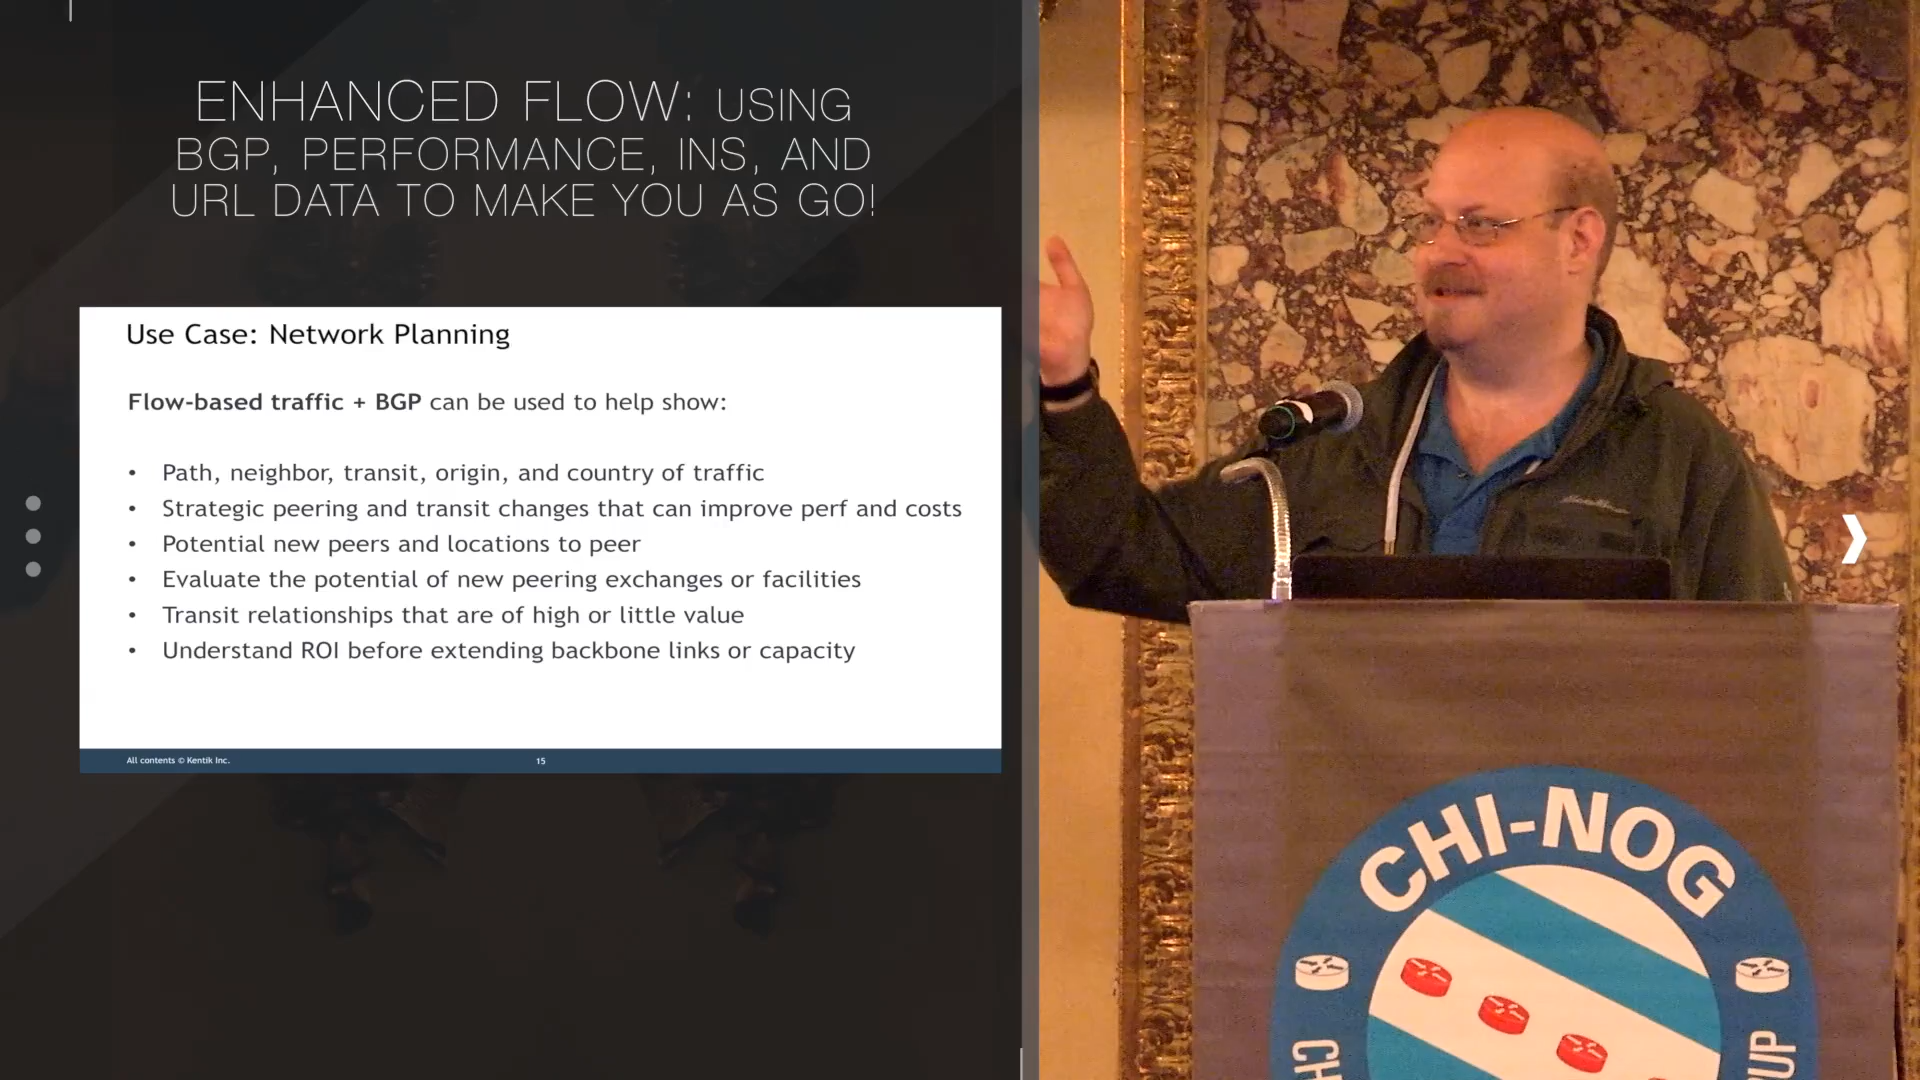 ENHANCED FLOW: USING
BGP, PERFORMANCE, INS, AND
URL DATA TO MAKE YOU AS GO!
Use Case: Network Planning
Flow-based traffic + BGP can be used to help show:
• Path, neighbor, transit, origin, and country of traffic
• Strategic peering and transit changes that can improve perf and costs
• Potential new peers and locations to peer
• Evaluate the potential of new peering exchanges or facilities
• Transit relationships that are of high or little value
• Understand ROI before extending backbone links or capacity
All contents © Kentik Inc.
15
CHI-NOG
CH
UP